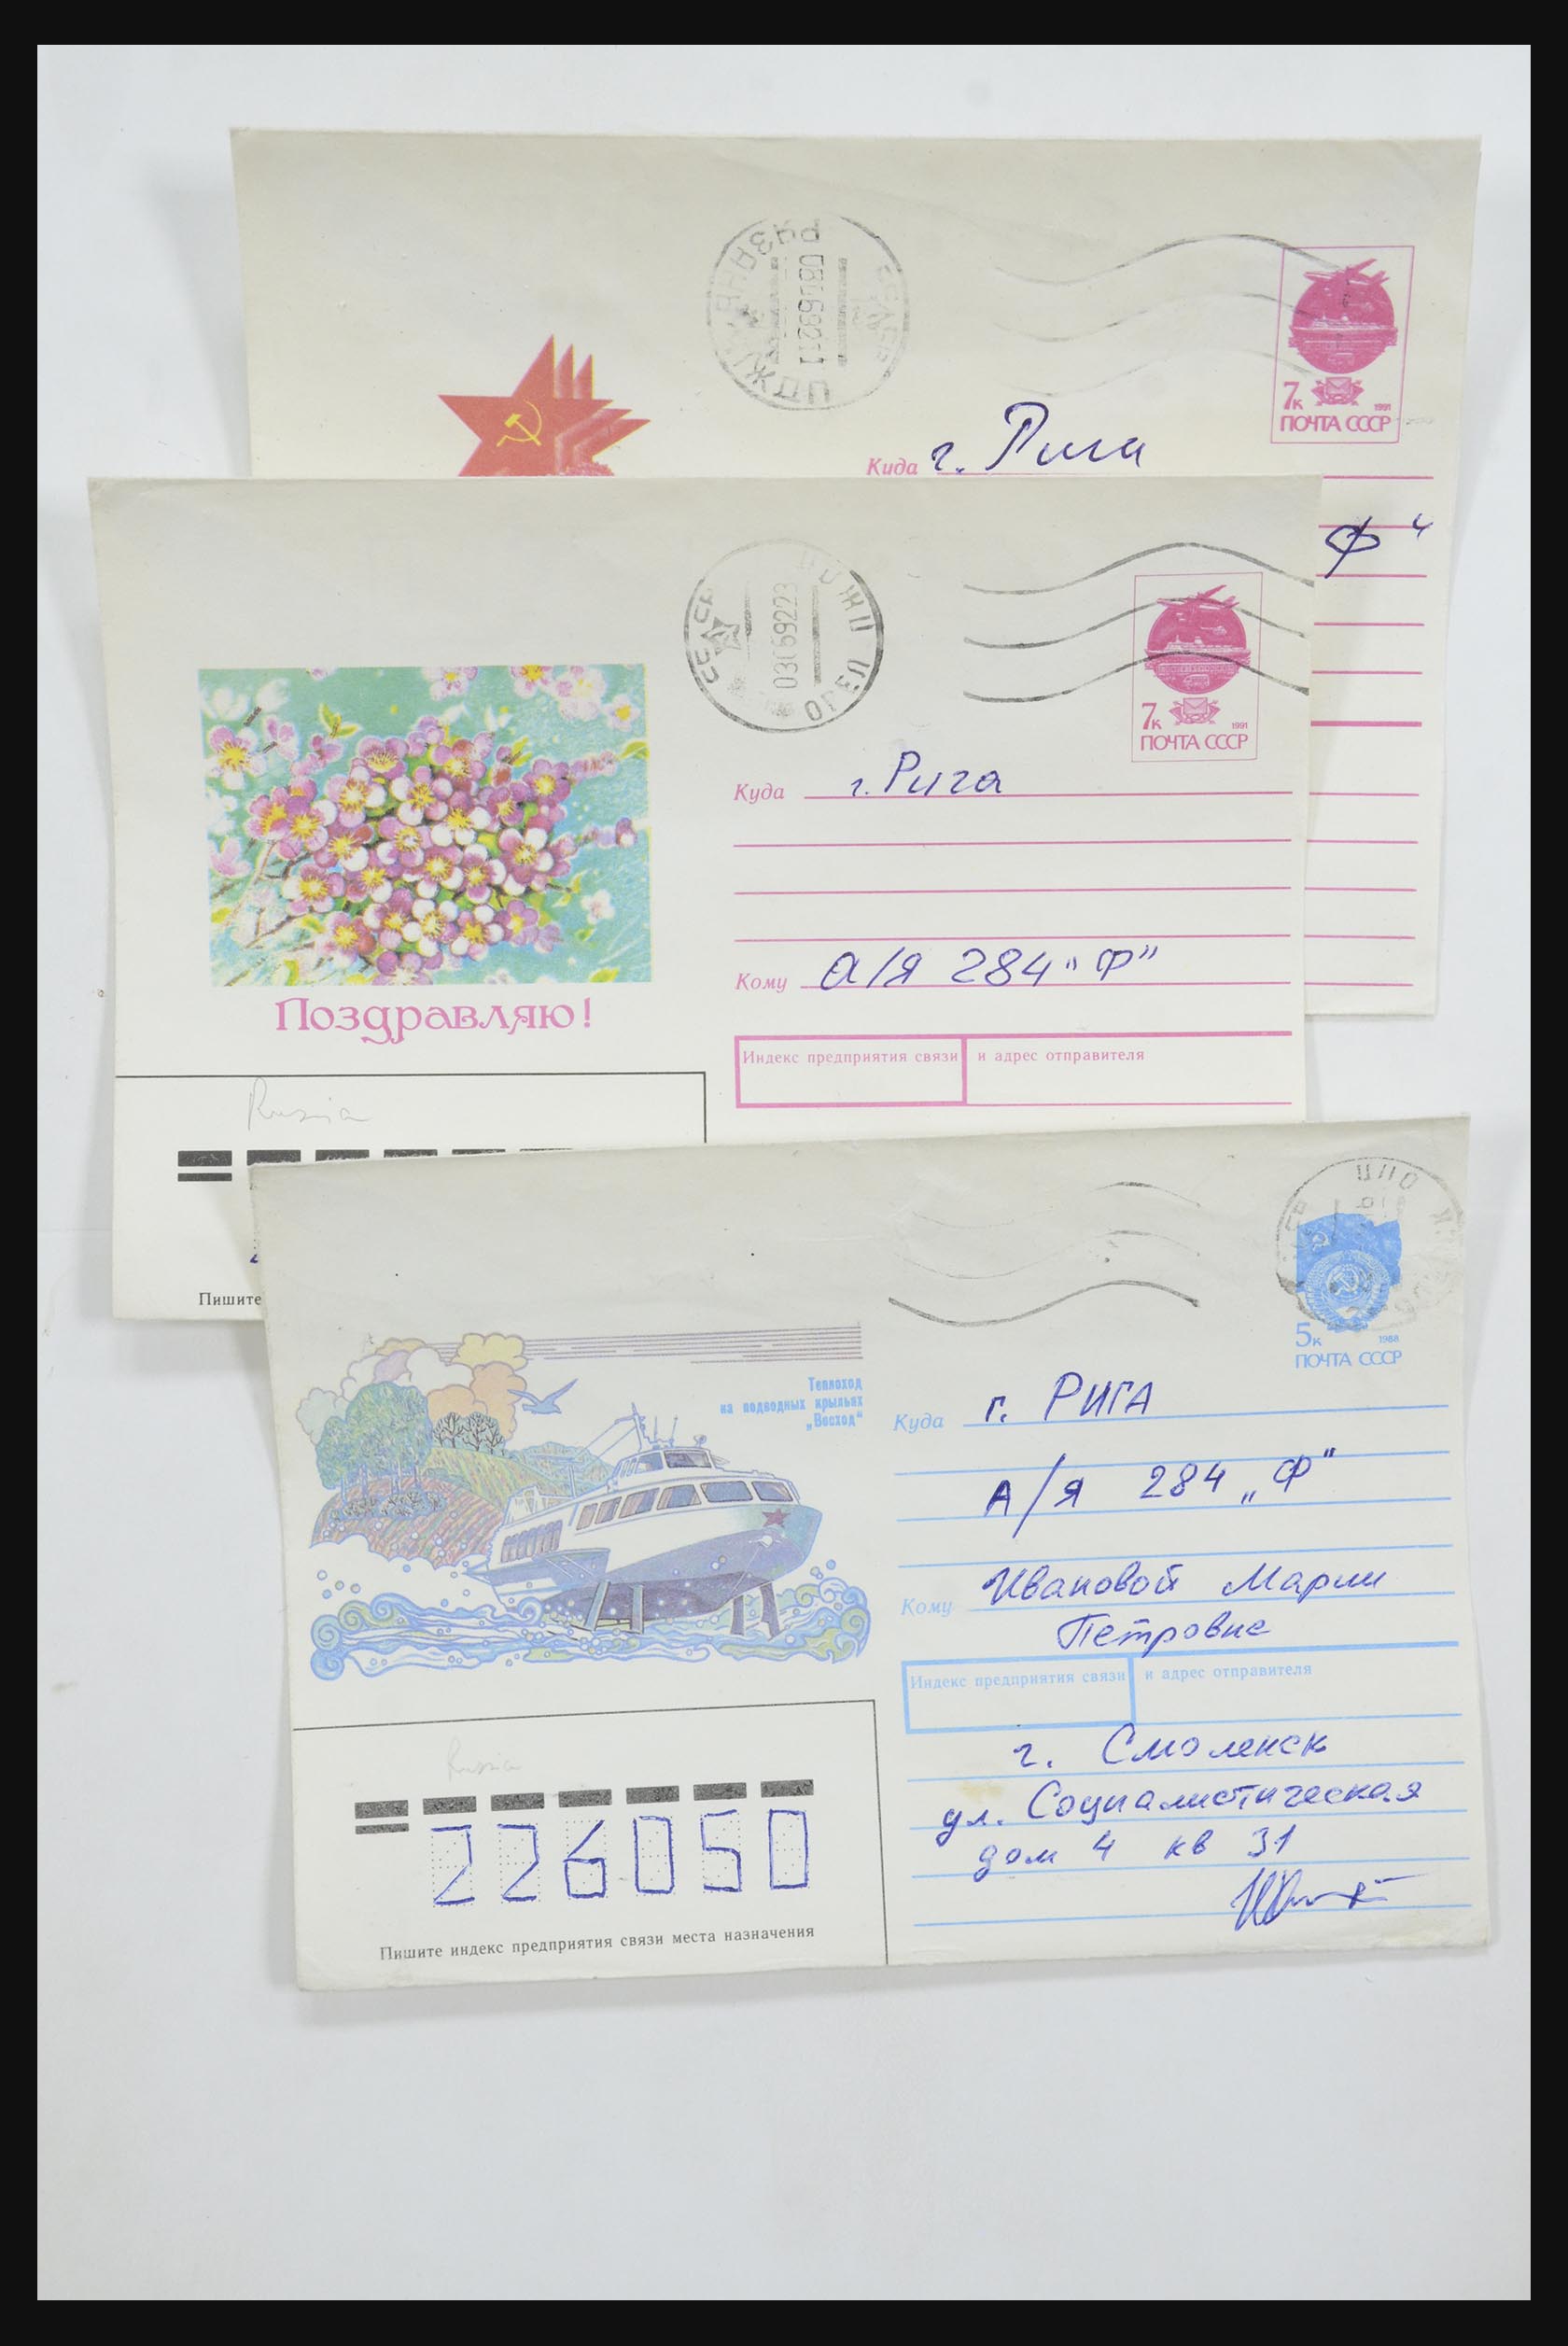 7к
1991
ПОЧТА СССР
Куда г. Рига
Ф"
ОРЕЛ
7к
1991
ПОЧТА СССР
Куда г. Рига
Кому а/я 284 "Ф"
Поздравляю!
Индекс предприятия связи и адрес отправителя
Russia
Пишите
5к
1988
ПОЧТА СССР
Теплоход
на подводных крыльях
„Восход"
Куда г. РИГА
А/Я 284 „Ф"
Кому Ивановой Марии
Петровне
Индекс предприятия связи и адрес отправителя
г. Смоленск
ул. Социалистическая
дом 4 кв 31
Russia
226050
Пишите индекс предприятия связи места назначения